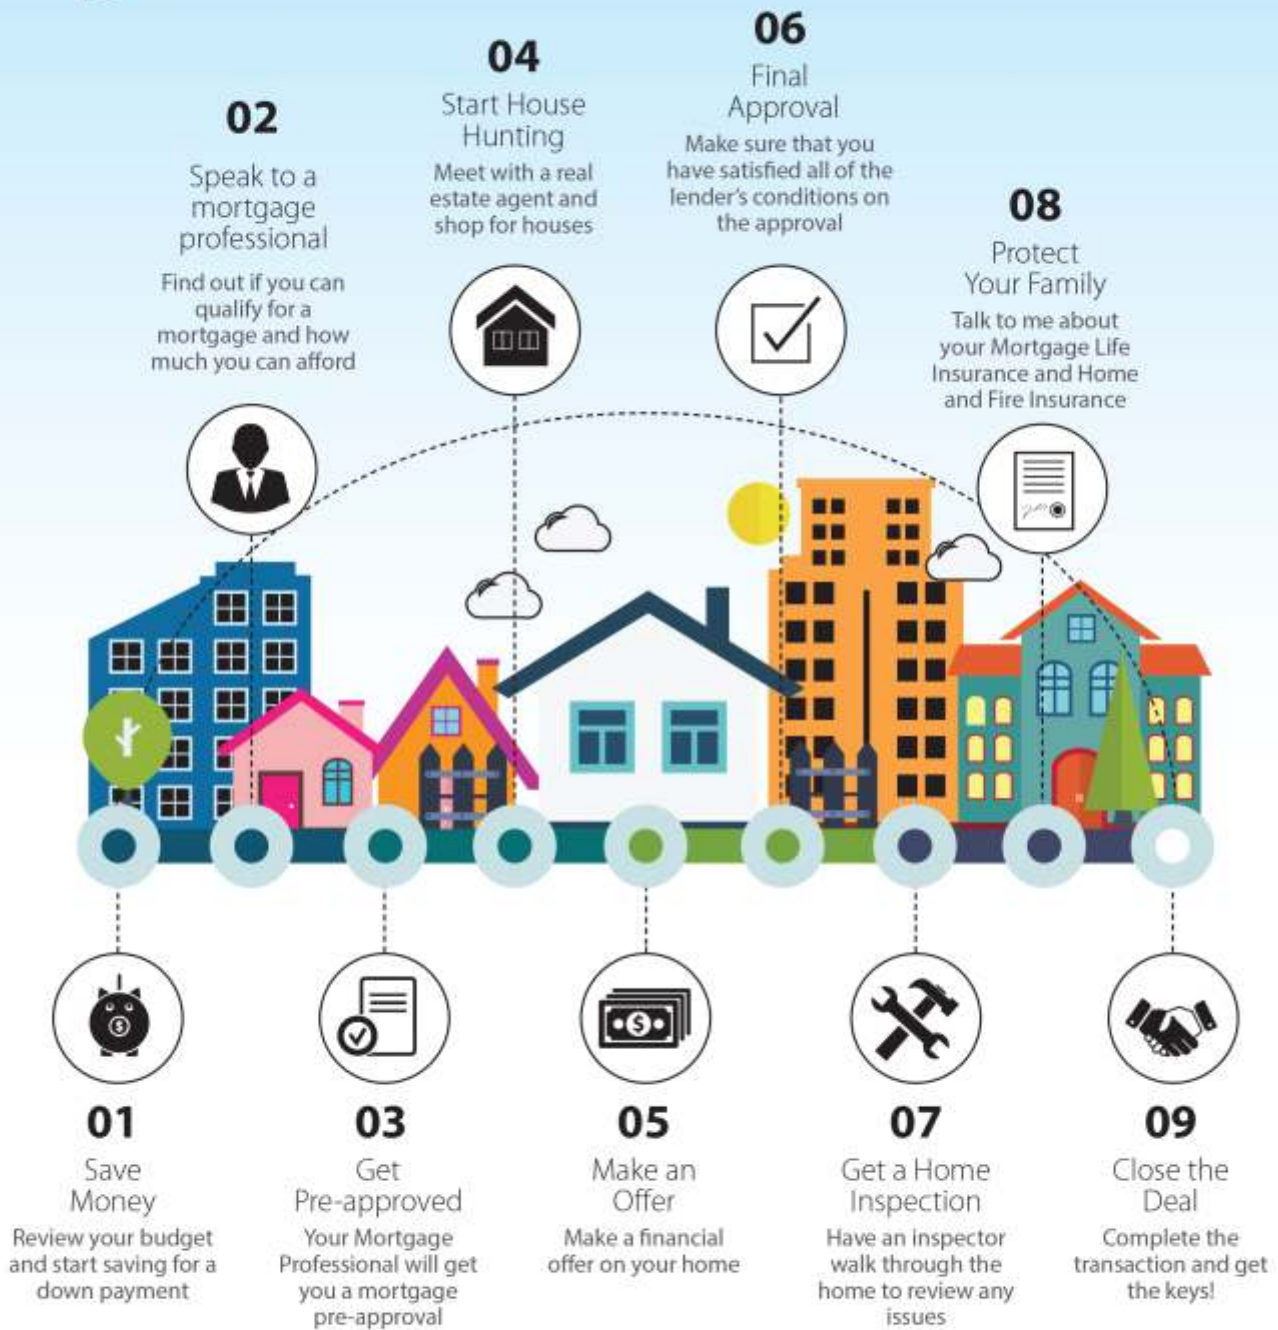 02
Speak to a
mortgage
professional
Find out if you can
qualify for a
mortgage and how
much you can afford
04
Start House
Hunting
Meet with a real
estate agent and
shop for houses
06
Final
Approval
Make sure that you
have satisfied all of the
lender's conditions on
the approval
08
Protect
Your Family
Talk to me about
your Mortgage Life
Insurance and Home
and Fire Insurance
01
Save
Money
Review your budget
and start saving for a
down payment
03
Get
Pre-approved
Your Mortgage
Professional will get
you a mortgage
pre-approval
05
Make an
Offer
Make a financial
offer on your home
07
Get a Home
Inspection
Have an inspector
walk through the
home to review any
issues
09
Close the
Deal
Complete the
transaction and get
the keys!